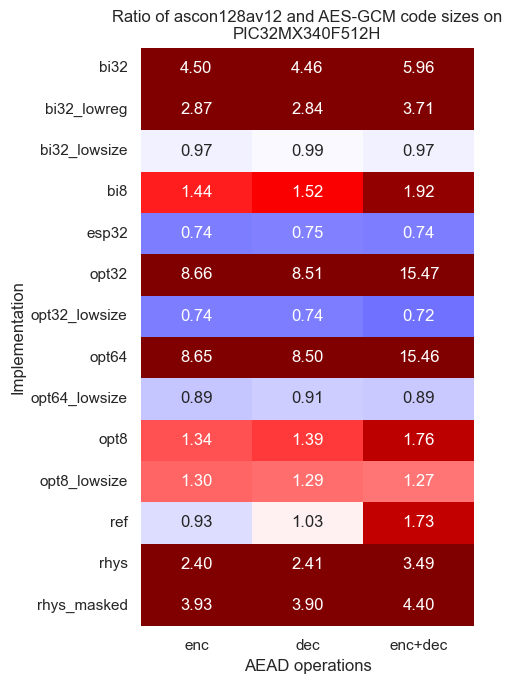 Ratio of ascon128av12 and AES-GCM code sizes on
PIC32MX340F512H
bi32 4.50 4.46 5.96
bi32_lowreg 2.87 2.84 3.71
bi32_lowsize 0.97 0.99 0.97
bi8 1.44 1.52 1.92
esp32 0.74 0.75 0.74
opt32 8.66 8.51 15.47
opt32_lowsize 0.74 0.74 0.72
opt64 8.65 8.50 15.46
opt64_lowsize 0.89 0.91 0.89
opt8 1.34 1.39 1.76
opt8_lowsize 1.30 1.29 1.27
ref 0.93 1.03 1.73
rhys 2.40 2.41 3.49
rhys_masked 3.93 3.90 4.40
enc dec enc+dec
AEAD operations
Implementation